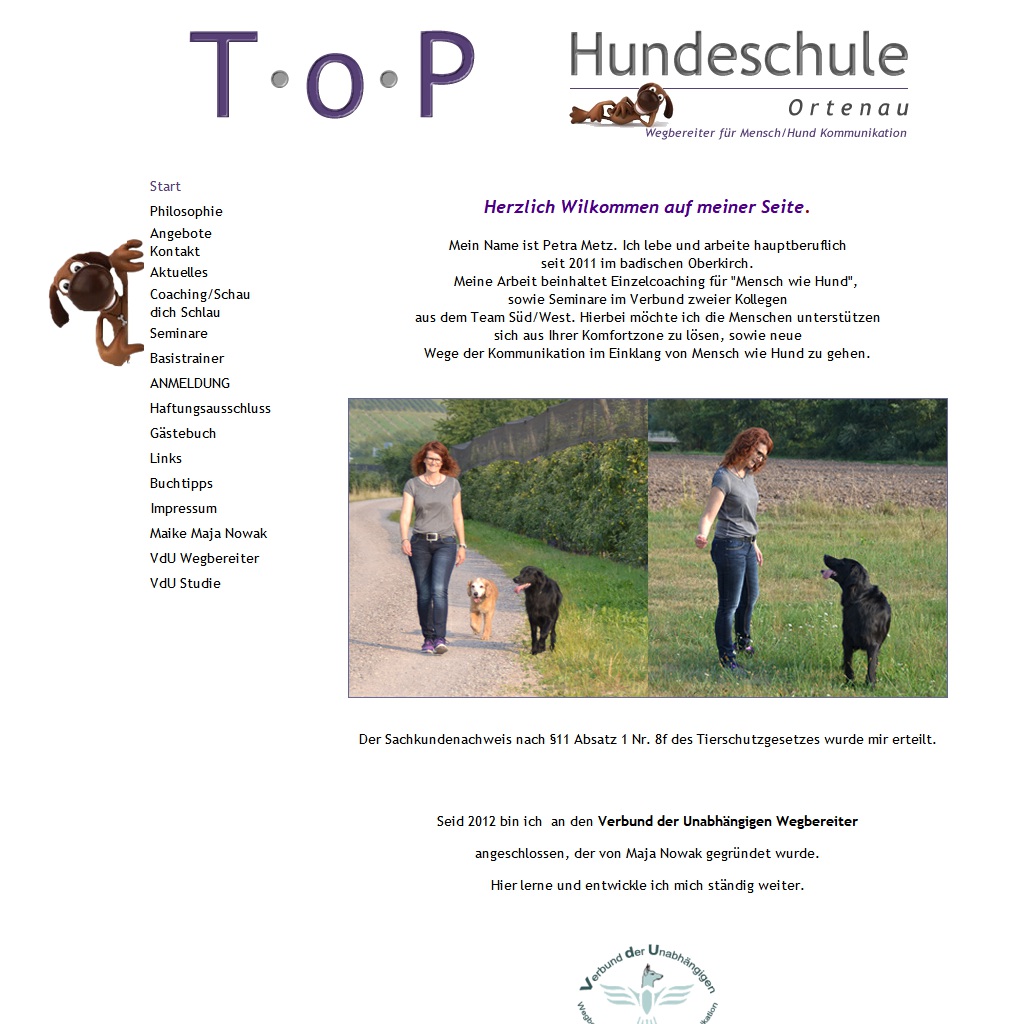 T·o·P
Hundeschule
Ortenau
Wegbereiter für Mensch/Hund Kommunikation
Start
Philosophie
Angebote
Kontakt
Aktuelles
Coaching/Schau
dich Schlau
Seminare
Basistrainer
ANMELDUNG
Haftungsausschluss
Gästebuch
Links
Buchtipps
Impressum
Maike Maja Nowak
VdU Wegbereiter
VdU Studie
Herzlich Wilkommen auf meiner Seite.
Mein Name ist Petra Metz. Ich lebe und arbeite hauptberuflich
seit 2011 im badischen Oberkirch.
Meine Arbeit beinhaltet Einzelcoaching für "Mensch wie Hund",
sowie Seminare im Verbund zweier Kollegen
aus dem Team Süd/West. Hierbei möchte ich die Menschen unterstützen
sich aus Ihrer Komfortzone zu lösen, sowie neue
Wege der Kommunikation im Einklang von Mensch wie Hund zu gehen.
Der Sachkundenachweis nach §11 Absatz 1 Nr. 8f des Tierschutzgesetzes wurde mir erteilt.
Seid 2012 bin ich an den Verbund der Unabhängigen Wegbereiter
angeschlossen, der von Maja Nowak gegründet wurde.
Hier lerne und entwickle ich mich ständig weiter.
Verbund der Unabhängigen